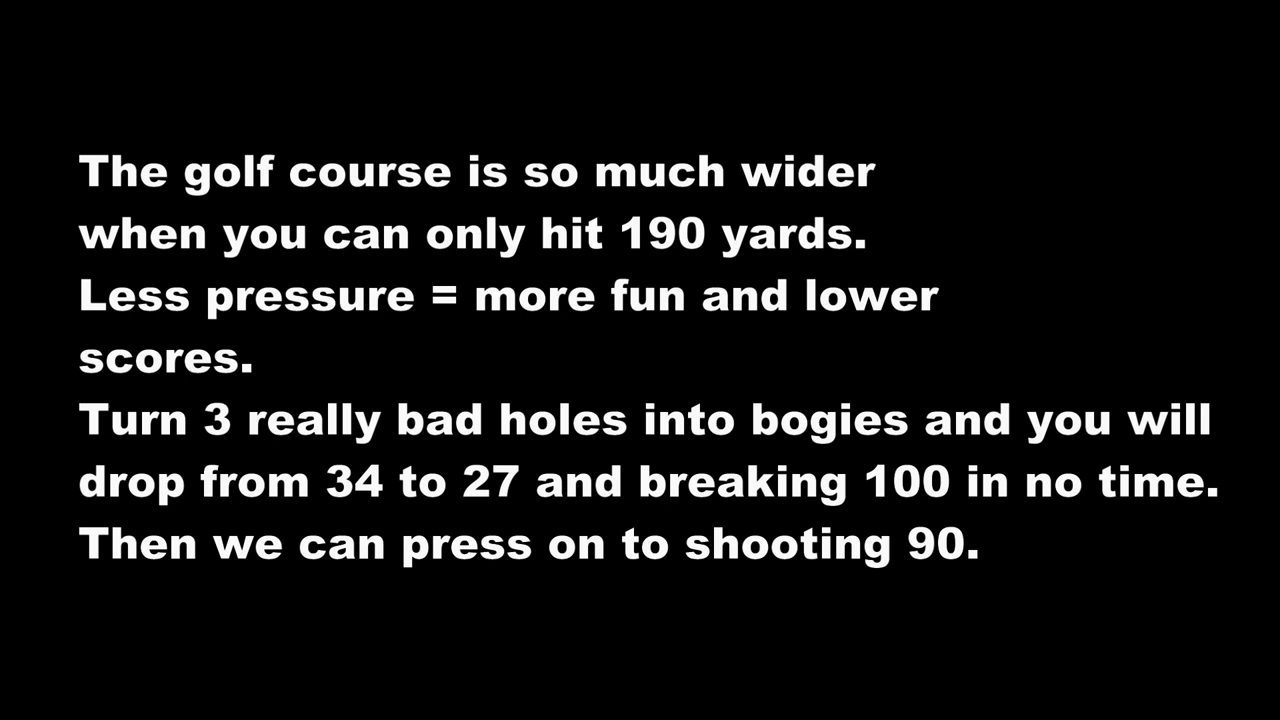 The golf course is so much wider
when you can only hit 190 yards.
Less pressure = more fun and lower
scores.
Turn 3 really bad holes into bogies and you will
drop from 34 to 27 and breaking 100 in no time.
Then we can press on to shooting 90.